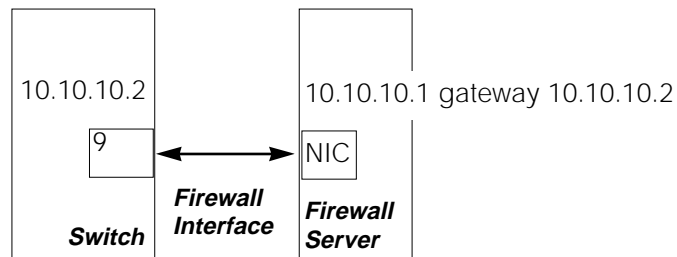 10.10.10.2
10.10.10.1 gateway 10.10.10.2
9
NIC
Firewall
Interface
Switch
Firewall
Server